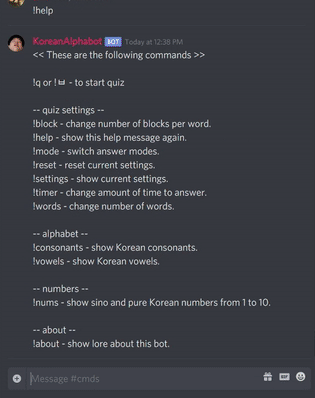 !help
KoreanAlphabot BOT Today at 12:38 PM
<< These are the following commands >>
!q or !ㅂ - to start quiz
-- quiz settings --
!block - change number of blocks per word.
!help - show this help message again.
!mode - switch answer modes.
!reset - reset current settings.
!settings - show current settings.
!timer - change amount of time to answer.
!words - change number of words.
-- alphabet --
!consonants - show Korean consonants.
!vowels - show Korean vowels.
-- numbers --
!nums - show sino and pure Korean numbers from 1 to 10.
-- about --
!about - show lore about this bot.
Message #cmds
GIF